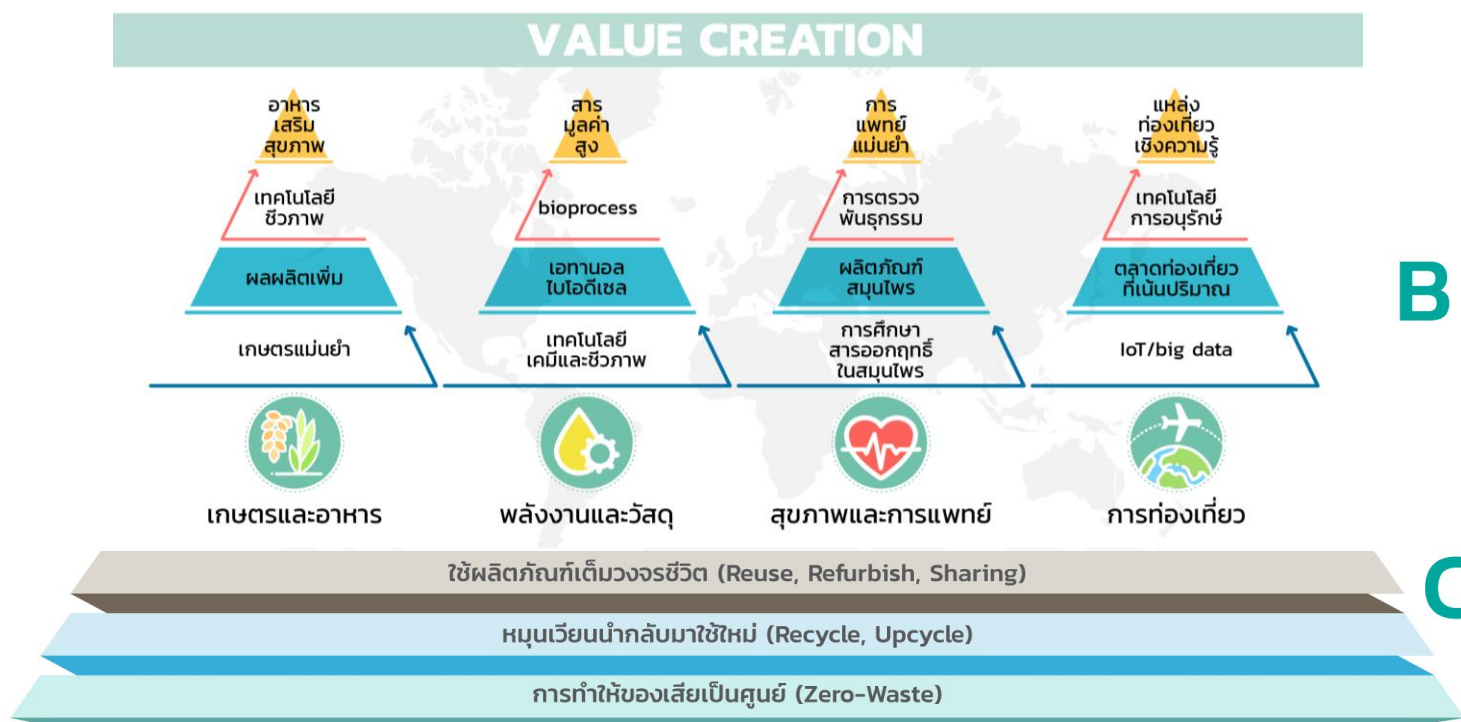 VALUE CREATION
อาหาร
เสริม
สุขภาพ
เทคโนโลยี
ชีวภาพ
ผลผลิตเพิ่ม
เกษตรแม่นยำ
เกษตรและอาหาร
สาร
มูลค่า
สูง
bioprocess
เอทานอล
ไบโอดีเซล
เทคโนโลยี
เคมีและชีวภาพ
พลังงานและวัสดุ
การ
แพทย์
แม่นยำ
การตรวจ
พันธุกรรม
ผลิตภัณฑ์
สมุนไพร
การศึกษา
สารออกฤทธิ์
ในสมุนไพร
สุขภาพและการแพทย์
แหล่ง
ท่องเที่ยว
เชิงความรู้
เทคโนโลยี
การอนุรักษ์
ตลาดท่องเที่ยว
ที่เน้นปริมาณ
IoT/big data
การท่องเที่ยว
B
ใช้ผลิตภัณฑ์เต็มวงจรชีวิต (Reuse, Refurbish, Sharing)
หมุนเวียนนำกลับมาใช้ใหม่ (Recycle, Upcycle)
การทำให้ของเสียเป็นศูนย์ (Zero-Waste)
C